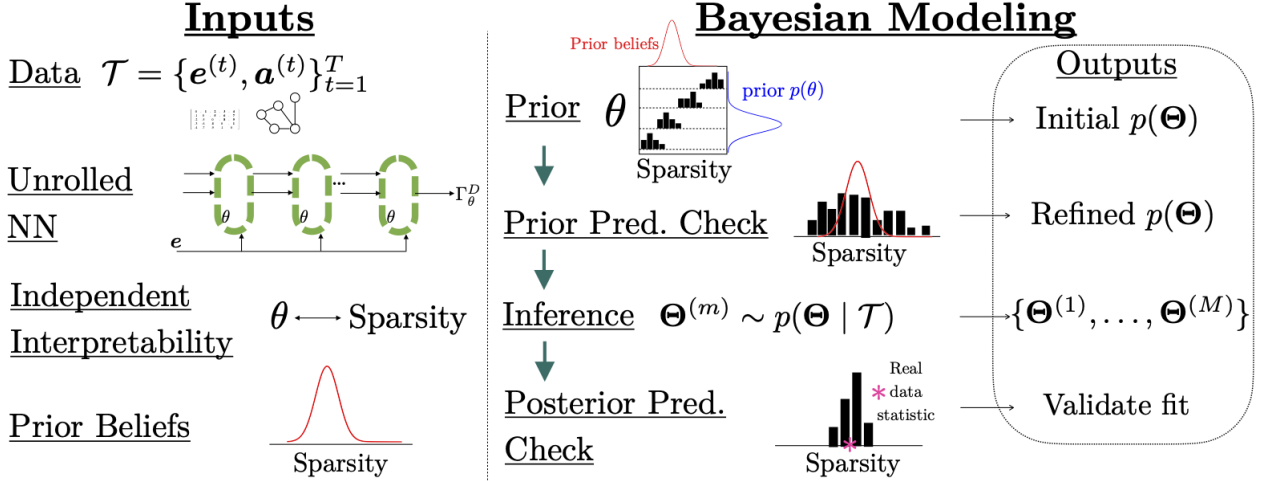 Inputs
Data 𝒯 = {e^(t), a^(t)}_{t=1}^T
Unrolled
NN
θ θ ... θ
Γ_θ^D
e
Independent
Interpretability
θ ⟷ Sparsity
Prior Beliefs
Sparsity
Bayesian Modeling
Prior beliefs
Prior θ
prior p(θ)
Sparsity
Prior Pred. Check
Sparsity
Inference Θ^(m) ∼ p(Θ | 𝒯)
Posterior Pred.
Check
Real
* data
statistic
*
Sparsity
Outputs
Initial p(Θ)
Refined p(Θ)
{Θ^(1), . . . , Θ^(M)}
Validate fit